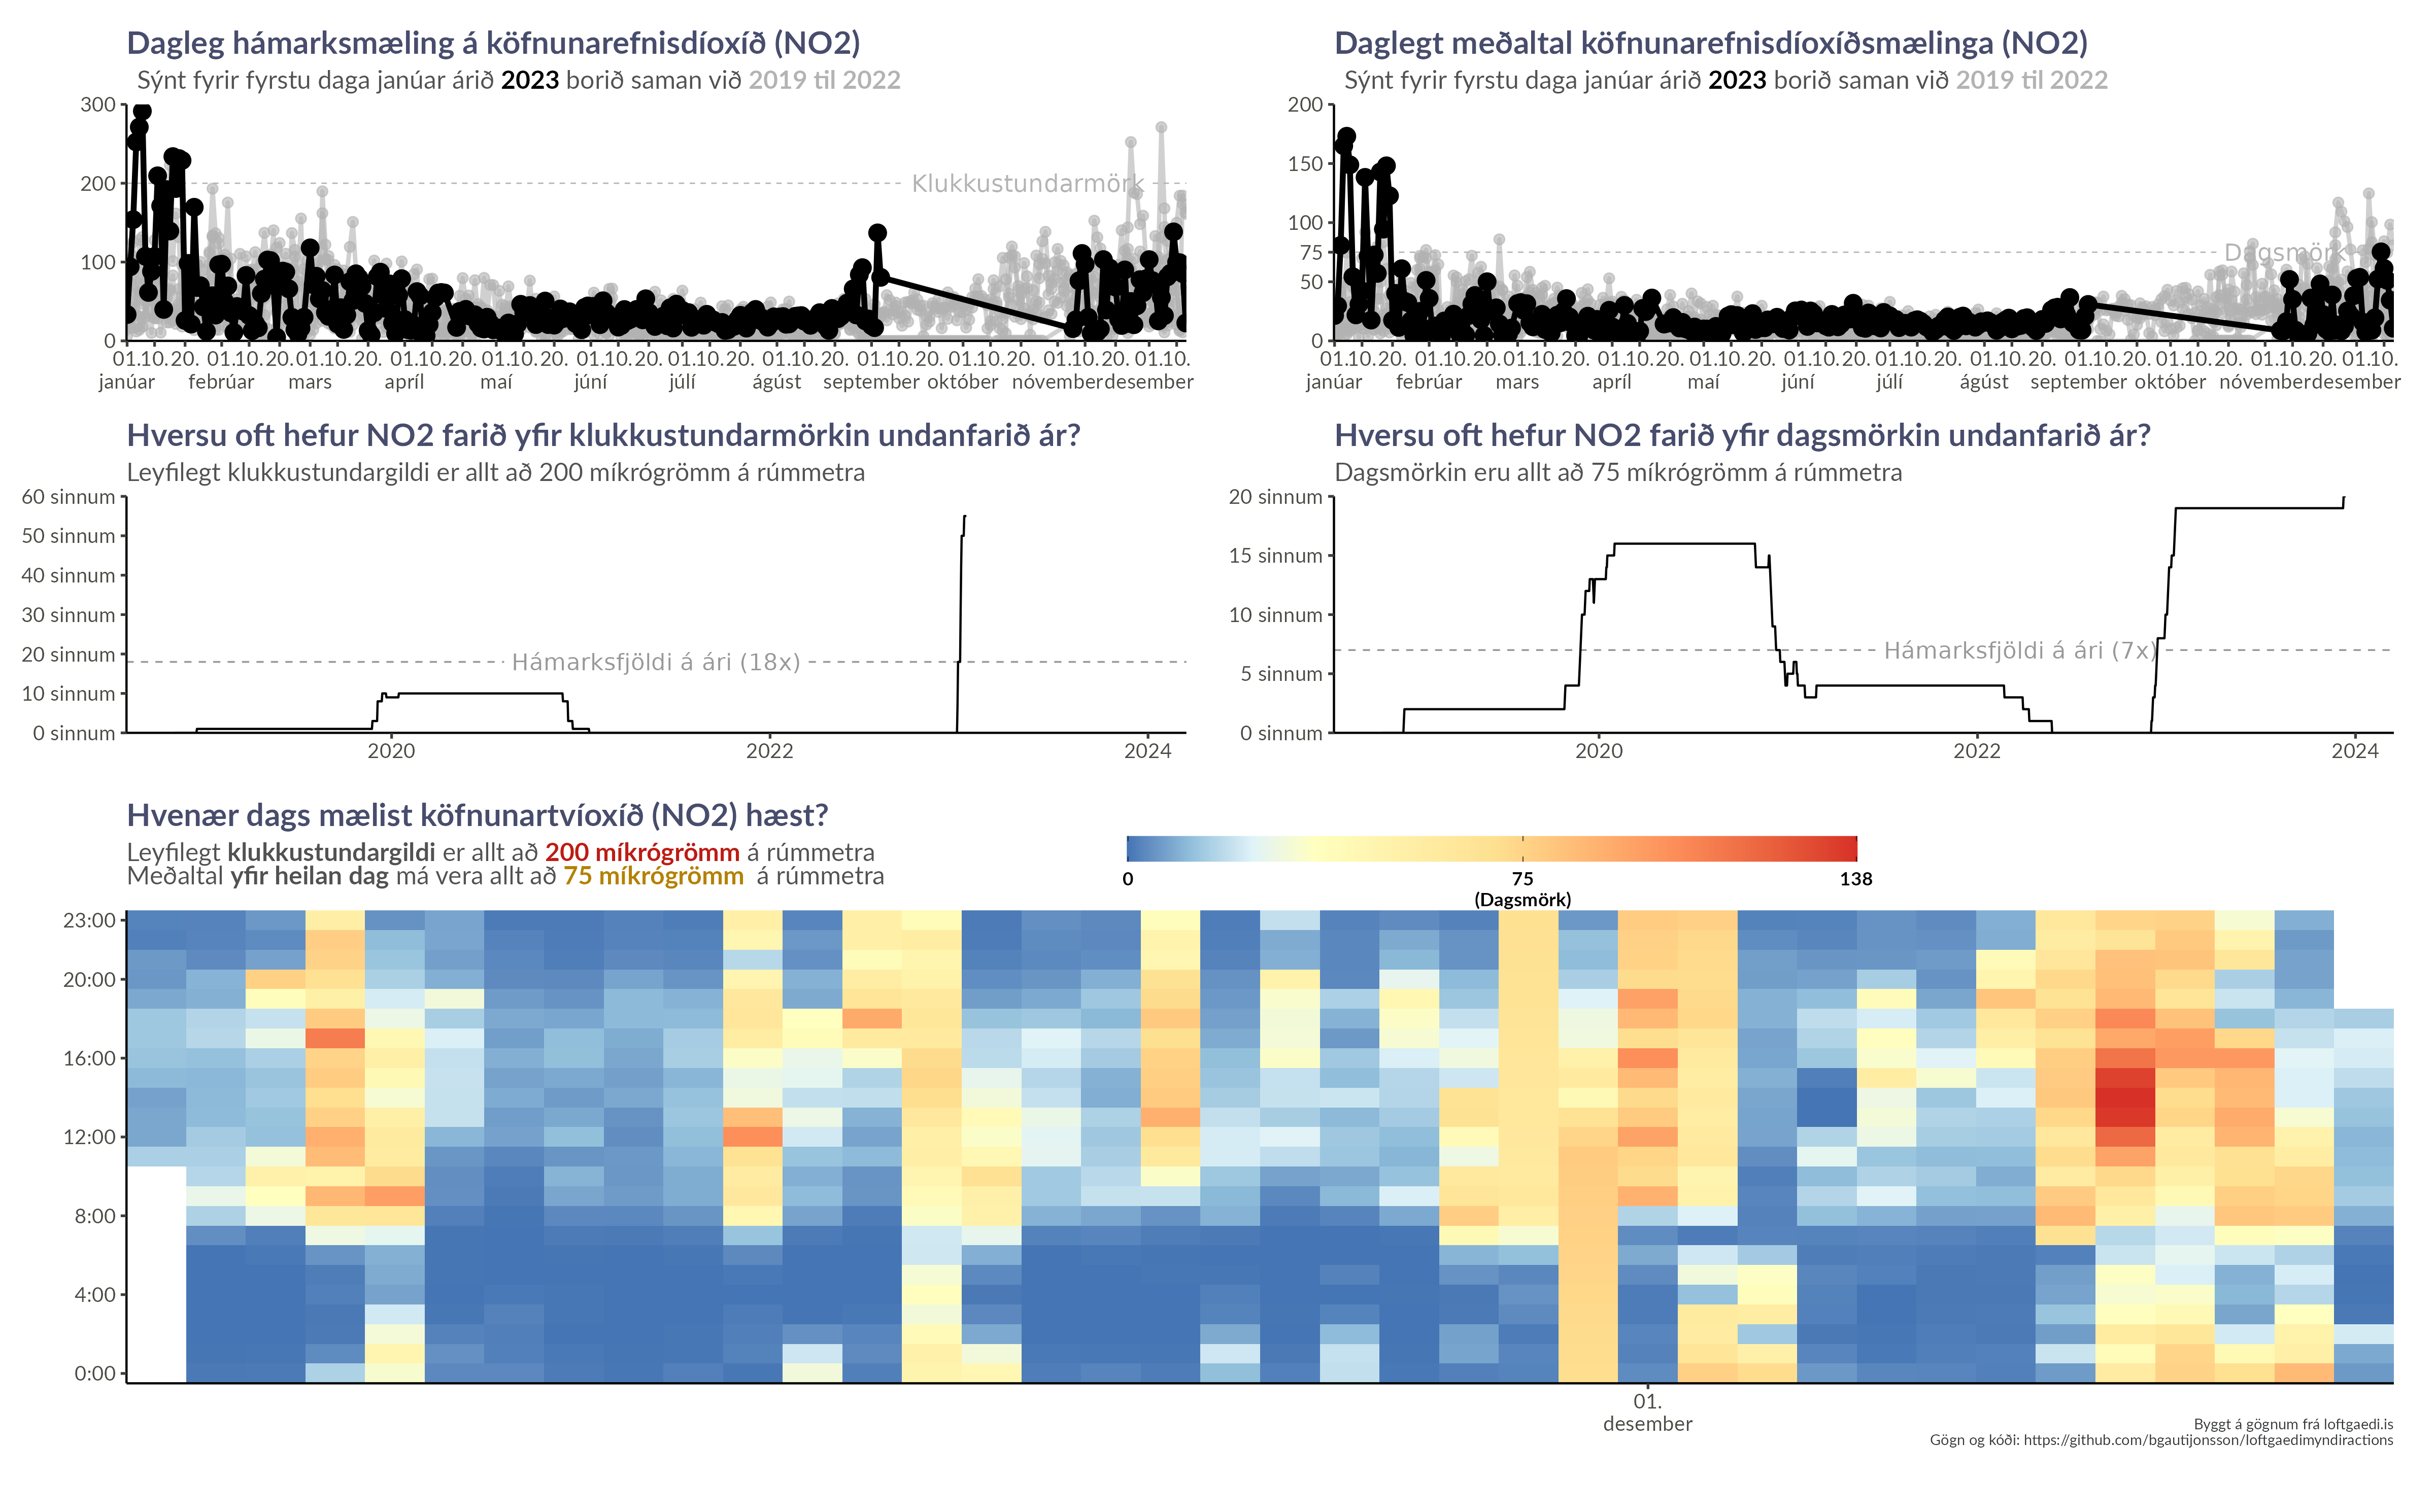 Dagleg hámarksmæling á köfnunarefnisdíoxíð (NO2)
Sýnt fyrir fyrstu daga janúar árið 2023 borið saman við 2019 til 2022
300
200
100
0
Klukkustundarmörk
01.10.20. 01.10.20. 01.10.20. 01.10.20. 01.10.20. 01.10.20. 01.10.20. 01.10.20. 01.10.20. 01.10.20. 01.10.20. 01.10.
janúar febrúar mars apríl maí júní júlí ágúst september október nóvember desember
Daglegt meðaltal köfnunarefnisdíoxíðsmælinga (NO2)
Sýnt fyrir fyrstu daga janúar árið 2023 borið saman við 2019 til 2022
200
150
100
75
50
0
Dagsmörk
01.10.20. 01.10.20. 01.10.20. 01.10.20. 01.10.20. 01.10.20. 01.10.20. 01.10.20. 01.10.20. 01.10.20. 01.10.20. 01.10.
janúar febrúar mars apríl maí júní júlí ágúst september október nóvember desember
Hversu oft hefur NO2 farið yfir klukkustundarmörkin undanfarið ár?
Leyfilegt klukkustundargildi er allt að 200 míkrógrömm á rúmmetra
60 sinnum
50 sinnum
40 sinnum
30 sinnum
20 sinnum
10 sinnum
0 sinnum
Hámarksfjöldi á ári (18x)
2020 2022 2024
Hversu oft hefur NO2 farið yfir dagsmörkin undanfarið ár?
Dagsmörkin eru allt að 75 míkrógrömm á rúmmetra
20 sinnum
15 sinnum
10 sinnum
5 sinnum
0 sinnum
Hámarksfjöldi á ári (7x)
2020 2022 2024
Hvenær dags mælist köfnunartvíoxíð (NO2) hæst?
Leyfilegt klukkustundargildi er allt að 200 míkrógrömm á rúmmetra
Meðaltal yfir heilan dag má vera allt að 75 míkrógrömm á rúmmetra
0 75 138
(Dagsmörk)
23:00
20:00
16:00
12:00
8:00
4:00
0:00
01.
desember
Byggt á gögnum frá loftgaedi.is
Gögn og kóði: https://github.com/bgautijonsson/loftgaedimyndiractions